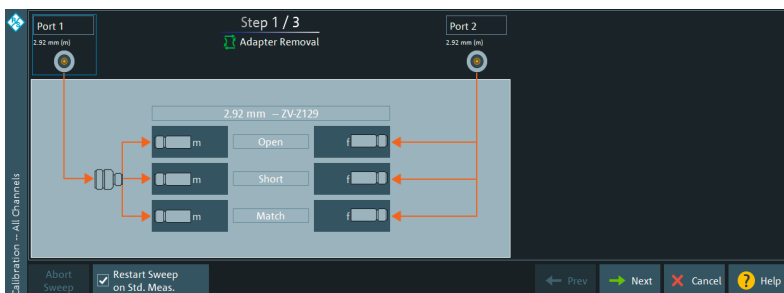 Port 1
2.92 mm (m)
Step 1 / 3
Adapter Removal
Port 2
2.92 mm (m)
2.92 mm – ZV-Z129
m Open f
m Short f
m Match f
Calibration – All Channels
Abort Sweep
Restart Sweep on Std. Meas.
Prev
Next
Cancel
? Help